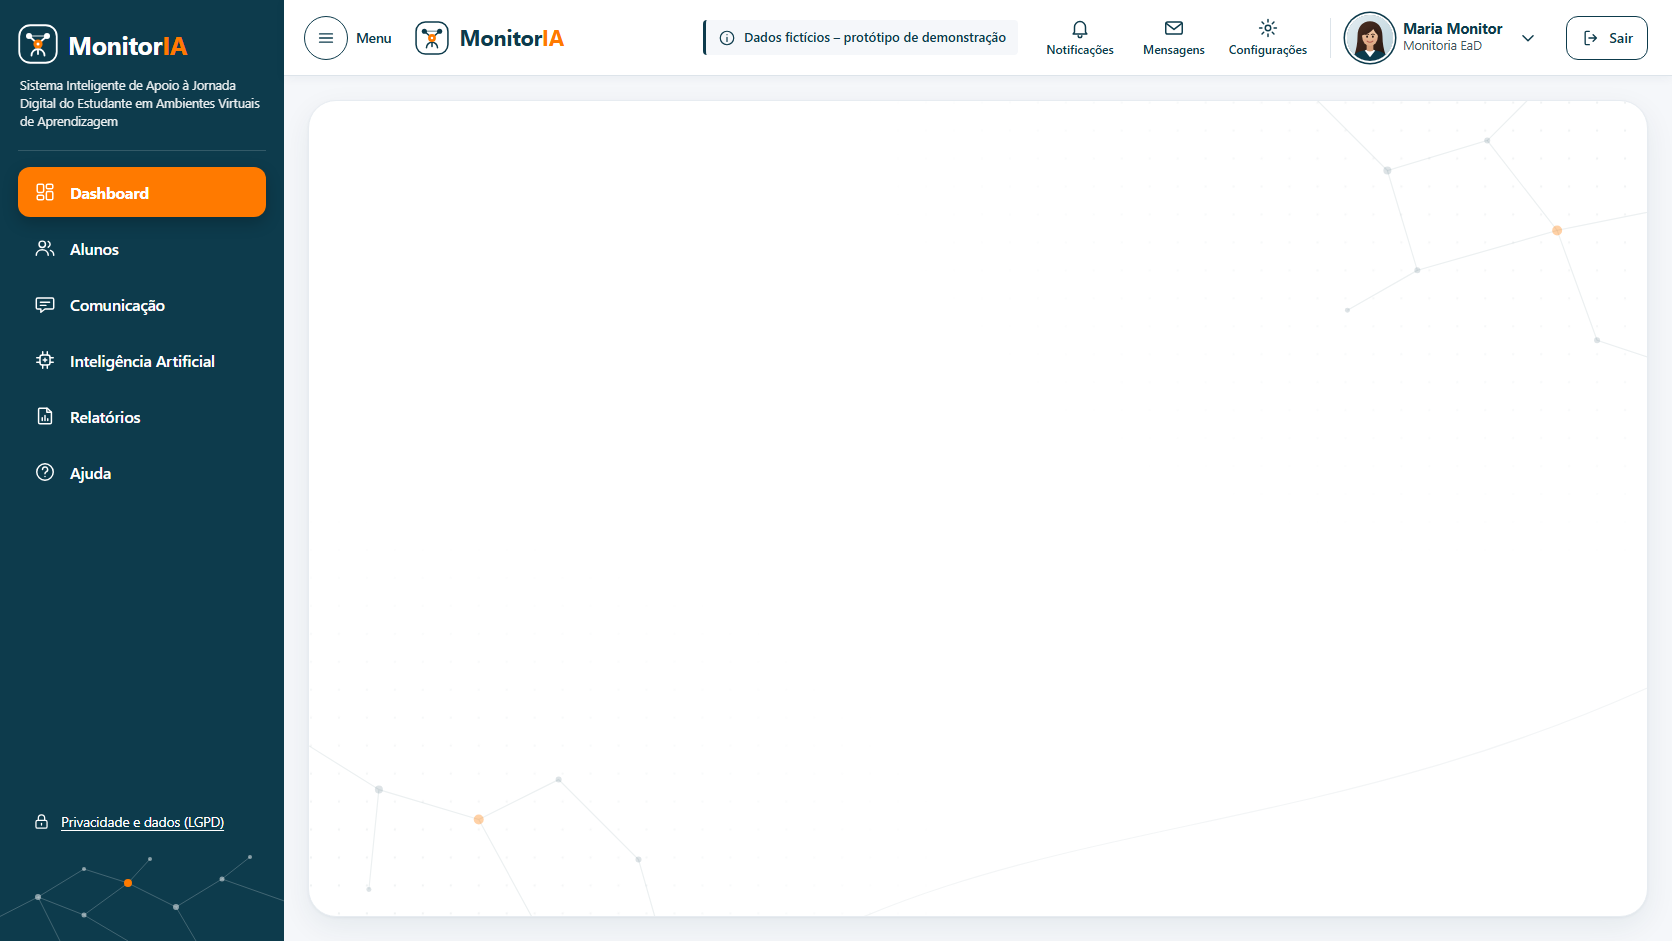 MonitorIA
Sistema Inteligente de Apoio à Jornada
Digital do Estudante em Ambientes Virtuais
de Aprendizagem
Dashboard
Alunos
Comunicação
Inteligência Artificial
Relatórios
Ajuda
Privacidade e dados (LGPD)
Menu
MonitorIA
Dados fictícios – protótipo de demonstração
Notificações
Mensagens
Configurações
Maria Monitor
Monitoria EaD
Sair